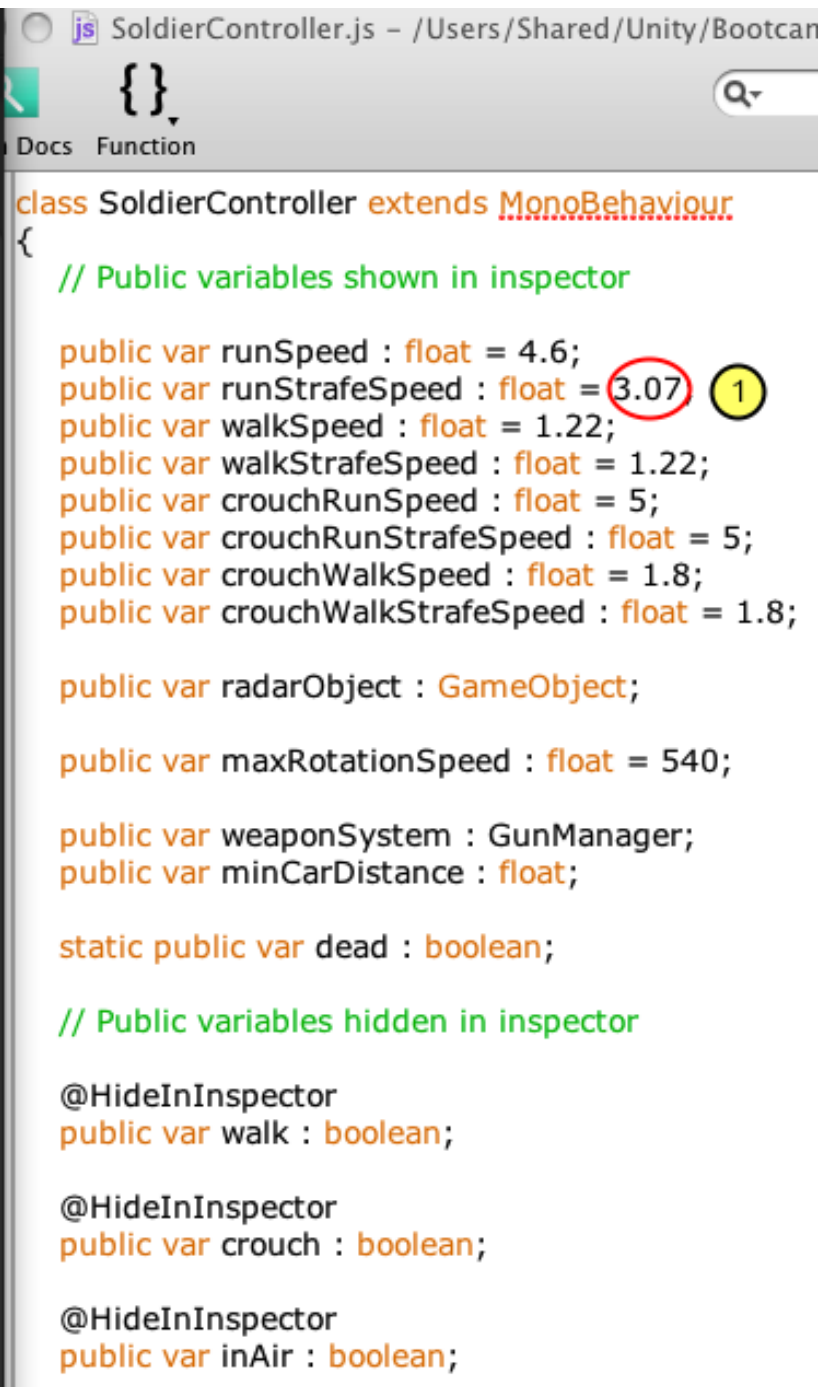 js SoldierController.js – /Users/Shared/Unity/
Docs Function
class SoldierController extends MonoBehaviour
{
// Public variables shown in inspector
public var runSpeed : float = 4.6;
public var runStrafeSpeed : float = 3.07; 1
public var walkSpeed : float = 1.22;
public var walkStrafeSpeed : float = 1.22;
public var crouchRunSpeed : float = 5;
public var crouchRunStrafeSpeed : float = 5;
public var crouchWalkSpeed : float = 1.8;
public var crouchWalkStrafeSpeed : float = 1.8;
public var radarObject : GameObject;
public var maxRotationSpeed : float = 540;
public var weaponSystem : GunManager;
public var minCarDistance : float;
static public var dead : boolean;
// Public variables hidden in inspector
@HideInInspector
public var walk : boolean;
@HideInInspector
public var crouch : boolean;
@HideInInspector
public var inAir : boolean;